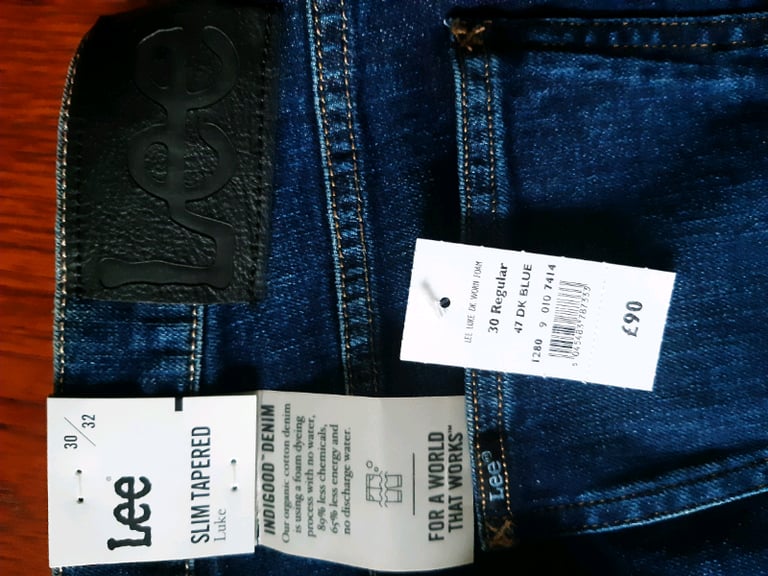 Lee
30/32
Lee®
SLIM TAPERED
Luke
INDIGOOD™ DENIM
Our organic cotton denim
is using a foam dyeing
process with no water,
89% less chemicals,
65% less energy and
no discharge water.
FOR A WORLD
THAT WORKS™
LEE LUKE DK WORN FOAM
30 Regular
47 DK BLUE
1280 9 010 7414
£90
Lee®